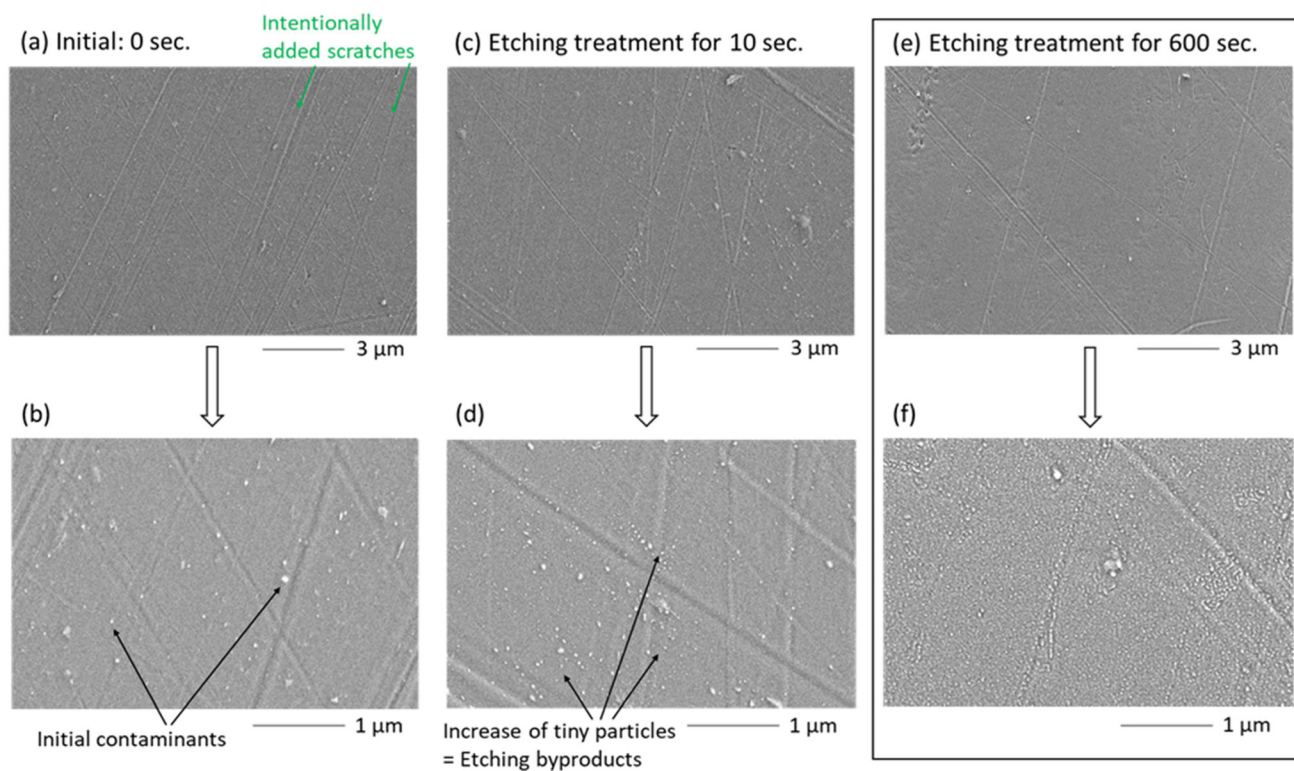 Intentionally
added scratches
(a) Initial: 0 sec.
(c) Etching treatment for 10 sec.
(e) Etching treatment for 600 sec.
3 μm
3 μm
3 μm
(b)
(d)
(f)
1 μm
1 μm
1 μm
Initial contaminants
Increase of tiny particles
= Etching byproducts